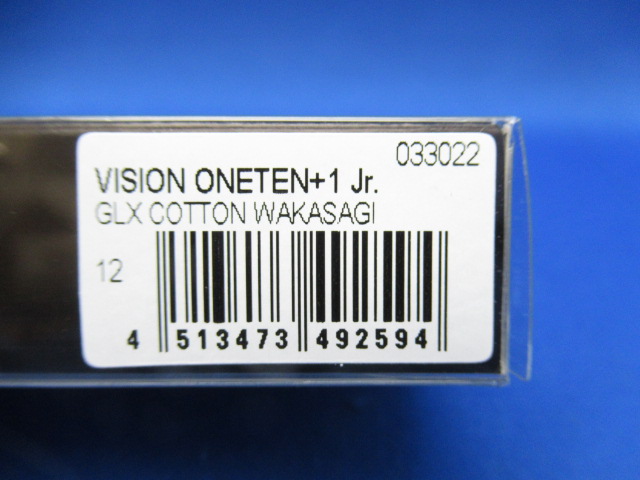 033022
VISION ONETEN+1 Jr.
GLX COTTON WAKASAGI
12
4 513473 492594